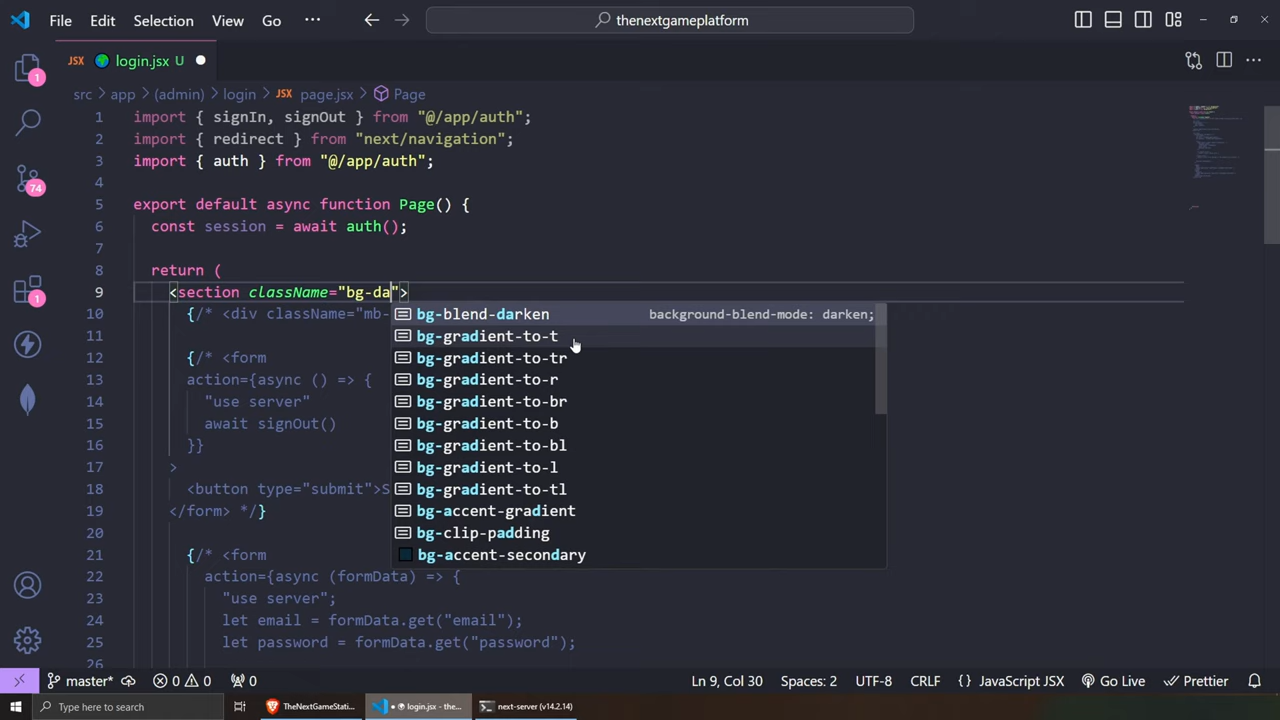 File Edit Selection View Go ··· thenextgameplatform
JSX login.jsx U
1
src > app > (admin) > login > JSX page.jsx > Page
1 import { signIn, signOut } from "@/app/auth";
2 import { redirect } from "next/navigation";
3 import { auth } from "@/app/auth";
4
74
5 export default async function Page() {
6 const session = await auth();
7
8 return (
1
9 <section className="bg-da">
10 {/* <div className="mb- bg-blend-darken background-blend-mode: darken;
11 bg-gradient-to-t
12 {/* <form bg-gradient-to-tr
13 action={async () => { bg-gradient-to-r
14 "use server" bg-gradient-to-br
15 await signOut() bg-gradient-to-b
16 }} bg-gradient-to-bl
17 > bg-gradient-to-l
18 <button type="submit">S bg-gradient-to-tl
19 </form> */} bg-accent-gradient
20 bg-clip-padding
21 {/* <form bg-accent-secondary
22 action={async (formData) => {
23 "use server";
24 let email = formData.get("email");
25 let password = formData.get("password");
26
master* 0 0 0 Ln 9, Col 30 Spaces: 2 UTF-8 CRLF {} JavaScript JSX Go Live Prettier
Type here to search TheNextGameStati... login.jsx - the... next-server (v14.2.14)